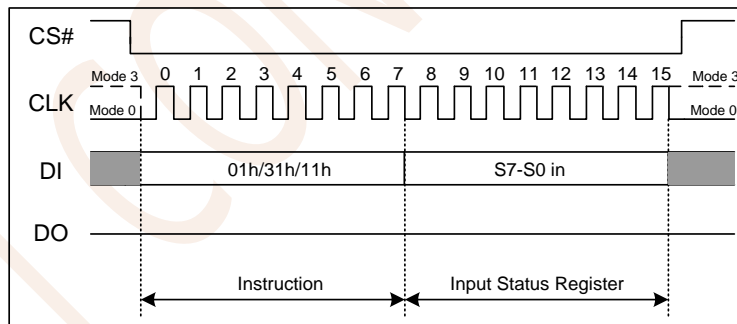 CS#
Mode 3 0 1 2 3 4 5 6 7 8 9 10 11 12 13 14 15 Mode 3
CLK
Mode 0 Mode 0
DI 01h/31h/11h S7-S0 in
DO
Instruction Input Status Register